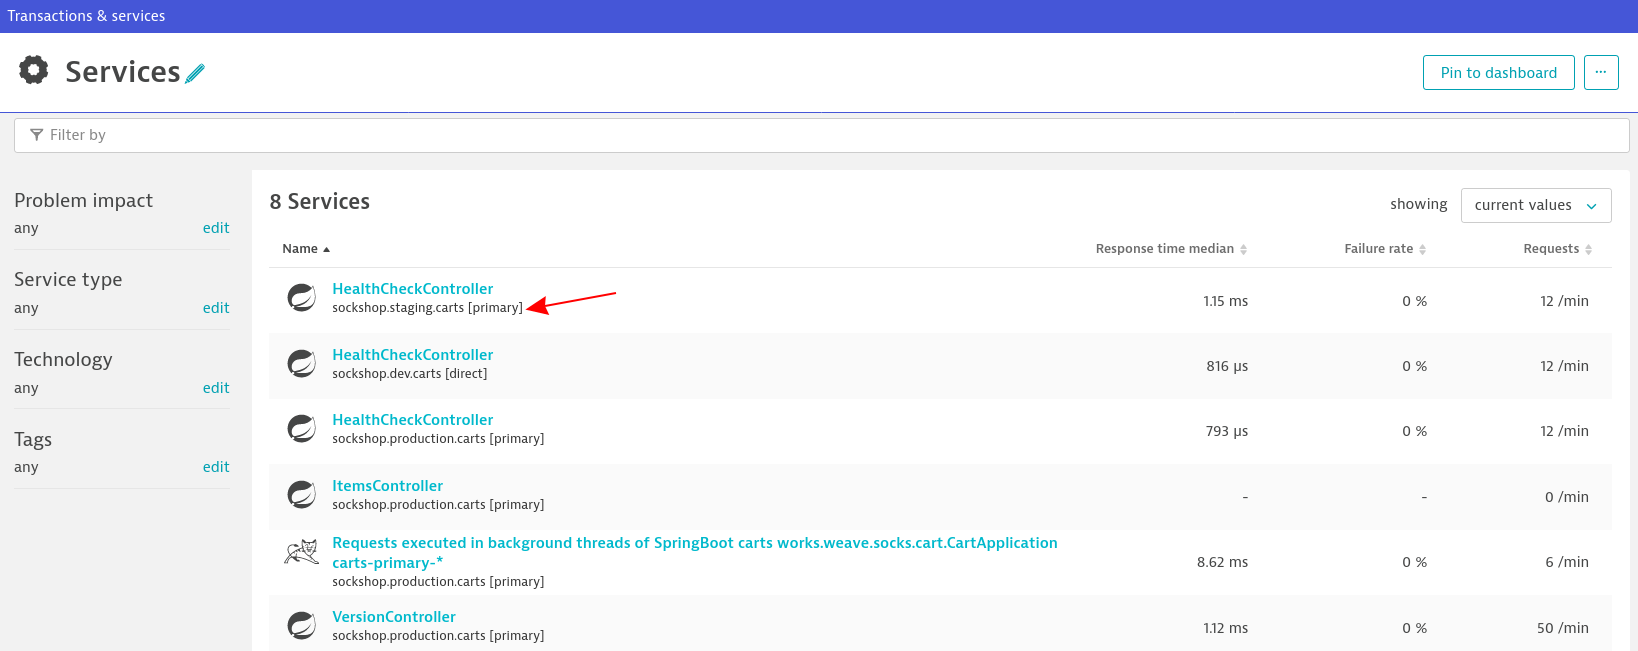 Transactions & services
Services
Pin to dashboard
...
Filter by
Problem impact
any edit
Service type
any edit
Technology
any edit
Tags
any edit
8 Services
showing current values
Name Response time median Failure rate Requests
HealthCheckController
sockshop.staging.carts [primary]
1.15 ms 0 % 12 /min
HealthCheckController
sockshop.dev.carts [direct]
816 µs 0 % 12 /min
HealthCheckController
sockshop.production.carts [primary]
793 µs 0 % 12 /min
ItemsController
sockshop.production.carts [primary]
- - 0 /min
Requests executed in background threads of SpringBoot carts works.weave.socks.cart.CartApplication
carts-primary-*
sockshop.production.carts [primary]
8.62 ms 0 % 6 /min
VersionController
sockshop.production.carts [primary]
1.12 ms 0 % 50 /min